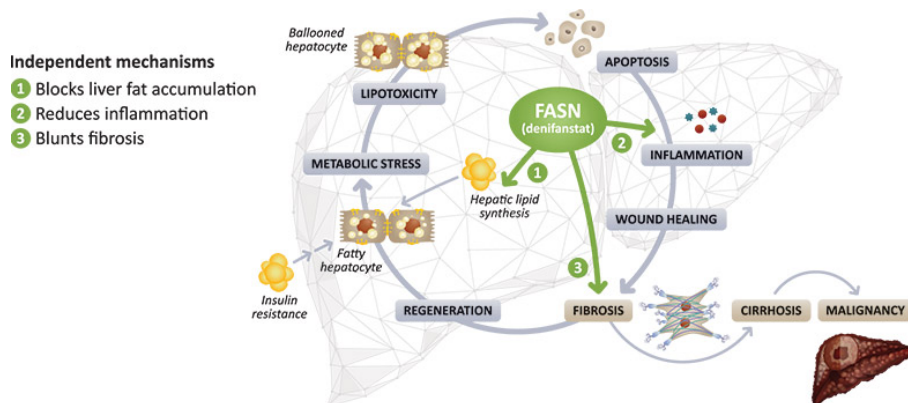 Independent mechanisms
1 Blocks liver fat accumulation
2 Reduces inflammation
3 Blunts fibrosis
Ballooned
hepatocyte
APOPTOSIS
LIPOTOXICITY
FASN
(denifanstat)
2
1
INFLAMMATION
METABOLIC STRESS
Hepatic lipid
synthesis
WOUND HEALING
Fatty
hepatocyte
3
Insulin
resistance
REGENERATION
FIBROSIS
CIRRHOSIS
MALIGNANCY